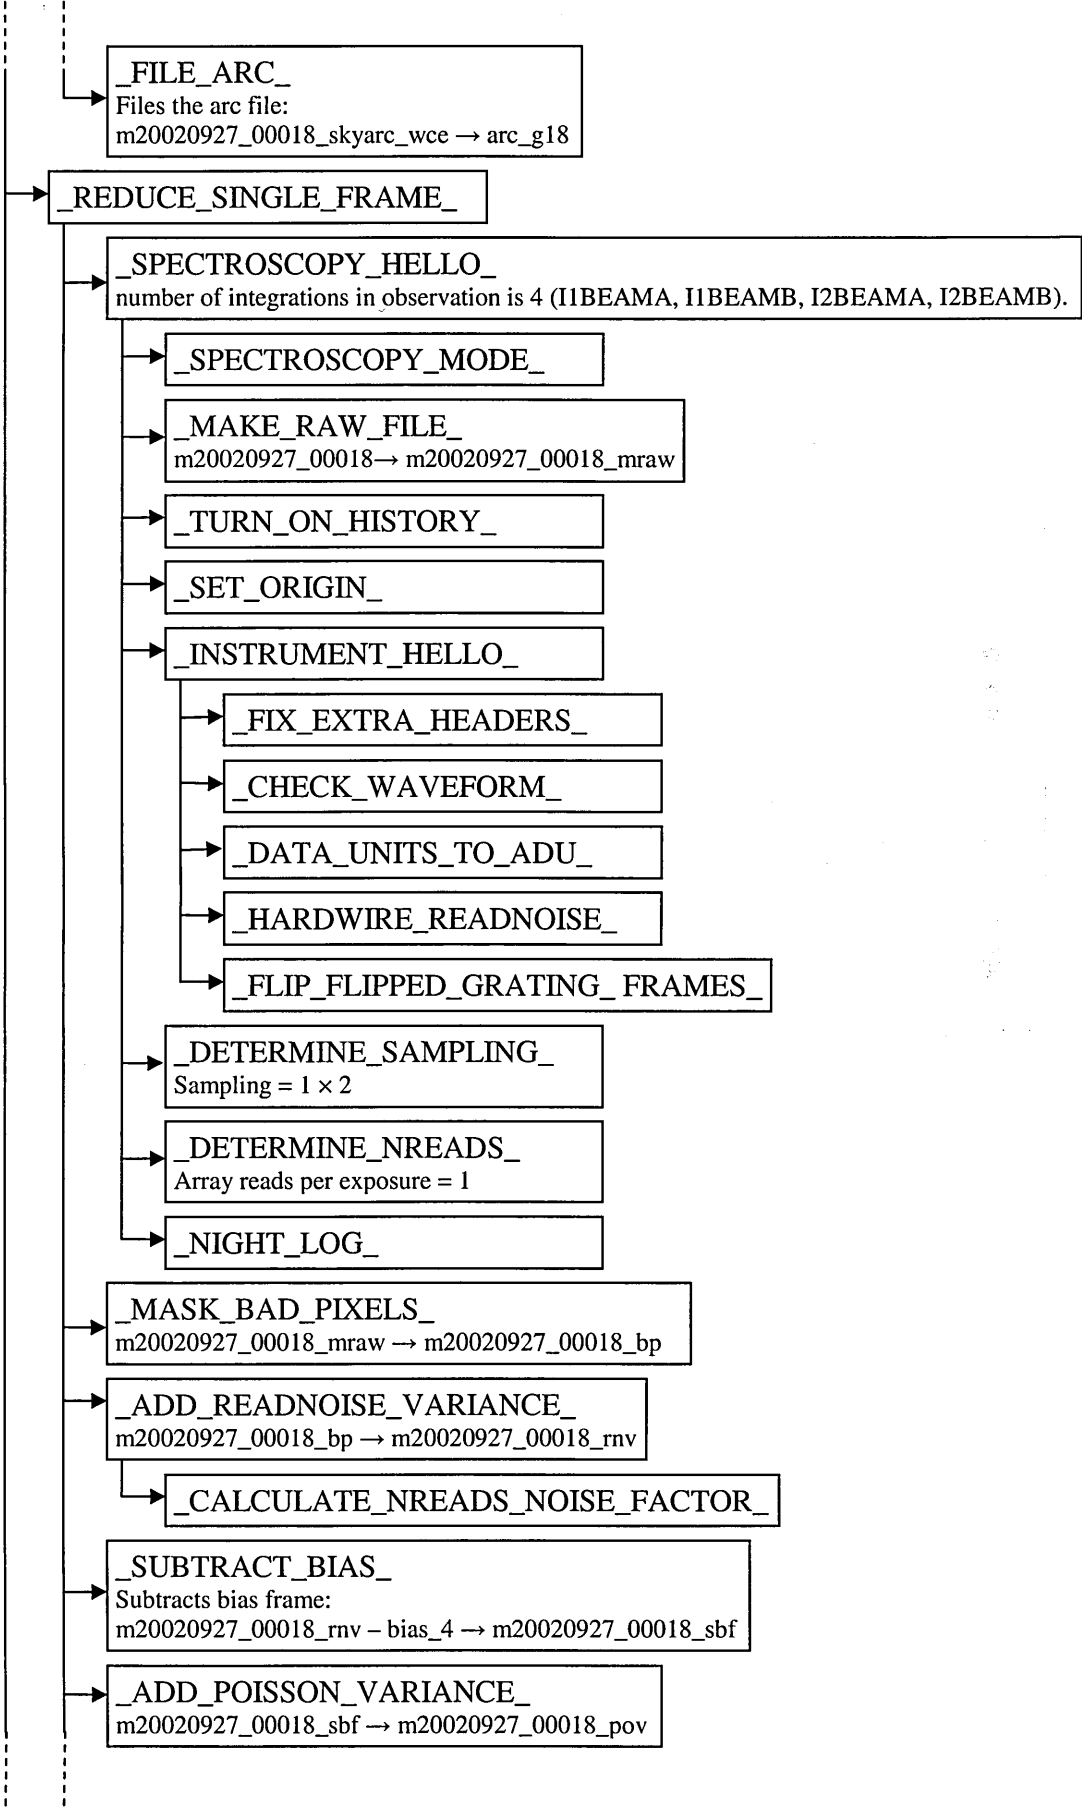 _FILE_ARC_
Files the arc file:
m20020927_00018_skyarc_wce → arc_g18
_REDUCE_SINGLE_FRAME_
_SPECTROSCOPY_HELLO_
number of integrations in observation is 4 (I1BEAMA, I1BEAMB, I2BEAMA, I2BEAMB).
_SPECTROSCOPY_MODE_
_MAKE_RAW_FILE_
m20020927_00018→ m20020927_00018_mraw
_TURN_ON_HISTORY_
_SET_ORIGIN_
_INSTRUMENT_HELLO_
_FIX_EXTRA_HEADERS_
_CHECK_WAVEFORM_
_DATA_UNITS_TO_ADU_
_HARDWIRE_READNOISE_
_FLIP_FLIPPED_GRATING_ FRAMES_
_DETERMINE_SAMPLING_
Sampling = 1 × 2
_DETERMINE_NREADS_
Array reads per exposure = 1
_NIGHT_LOG_
_MASK_BAD_PIXELS_
m20020927_00018_mraw → m20020927_00018_bp
_ADD_READNOISE_VARIANCE_
m20020927_00018_bp → m20020927_00018_rnv
_CALCULATE_NREADS_NOISE_FACTOR_
_SUBTRACT_BIAS_
Subtracts bias frame:
m20020927_00018_rnv – bias_4 → m20020927_00018_sbf
_ADD_POISSON_VARIANCE_
m20020927_00018_sbf → m20020927_00018_pov